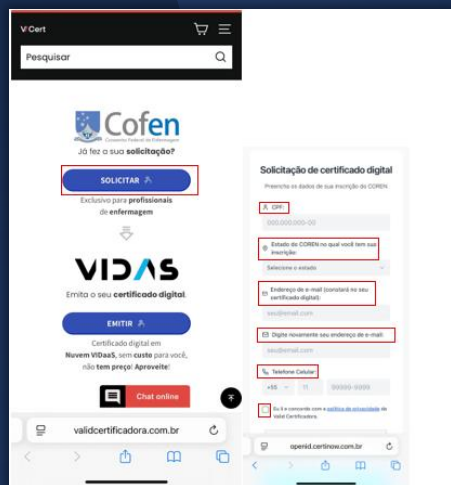 V/Cert
Pesquisar
Cofen
Conselho Federal de Enfermagem
Já fez a sua solicitação?
SOLICITAR
Exclusivo para profissionais
de enfermagem
VIDAS
Emita o seu certificado digital.
EMITIR
Certificado digital em
Nuvem VIDaaS, sem custo para você,
não tem preço! Aproveite!
Chat online
validcertificadora.com.br
Solicitação de certificado digital
Preencha os dados de sua inscrição do COREN.
CPF:
000.000.000-00
Estado do COREN no qual você tem sua
inscrição:
Selecione o estado
Endereço de e-mail (constará no seu
certificado digital):
seu@email.com
Digite novamente seu endereço de e-mail:
seu@email.com
Telefone Celular:
+55 11 99999-9999
Eu li e concordo com a política de privacidade da
Valid Certificadora.
openid.certinow.com.br